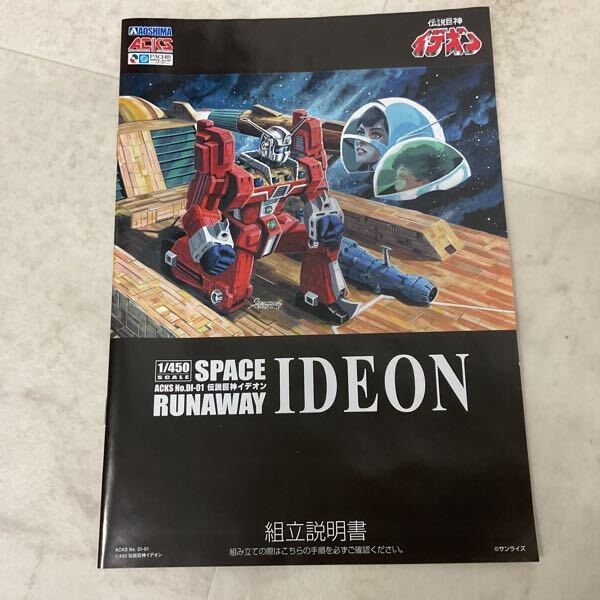 AOSHIMA
ACKS
伝説巨神
イデオン
1/450
SCALE
SPACE
ACKS No.DI-01 伝説巨神イデオン
RUNAWAY
IDEON
組立説明書
組み立ての際はこちらの手順を必ずご確認ください。
ACKS No. DI-01
1/450 伝説巨神イデオン
©サンライズ